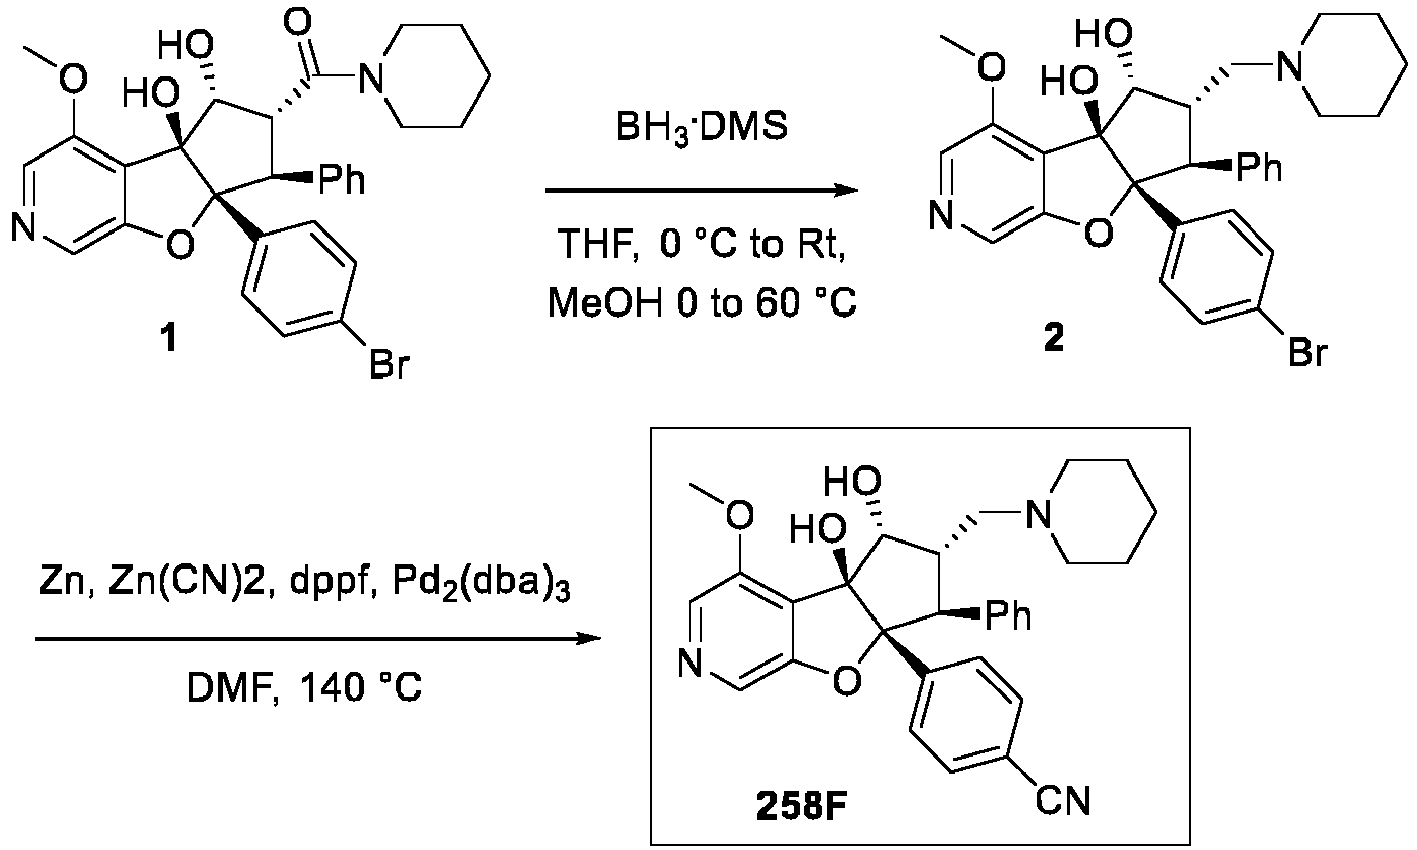 O
HO
O
HO
N
Ph
N
O
Br
1
BH3·DMS
THF, 0 °C to Rt,
MeOH 0 to 60 °C
HO
O
HO
N
Ph
N
O
Br
2
Zn, Zn(CN)2, dppf, Pd2(dba)3
DMF, 140 °C
HO
O
HO
N
Ph
N
O
CN
258F